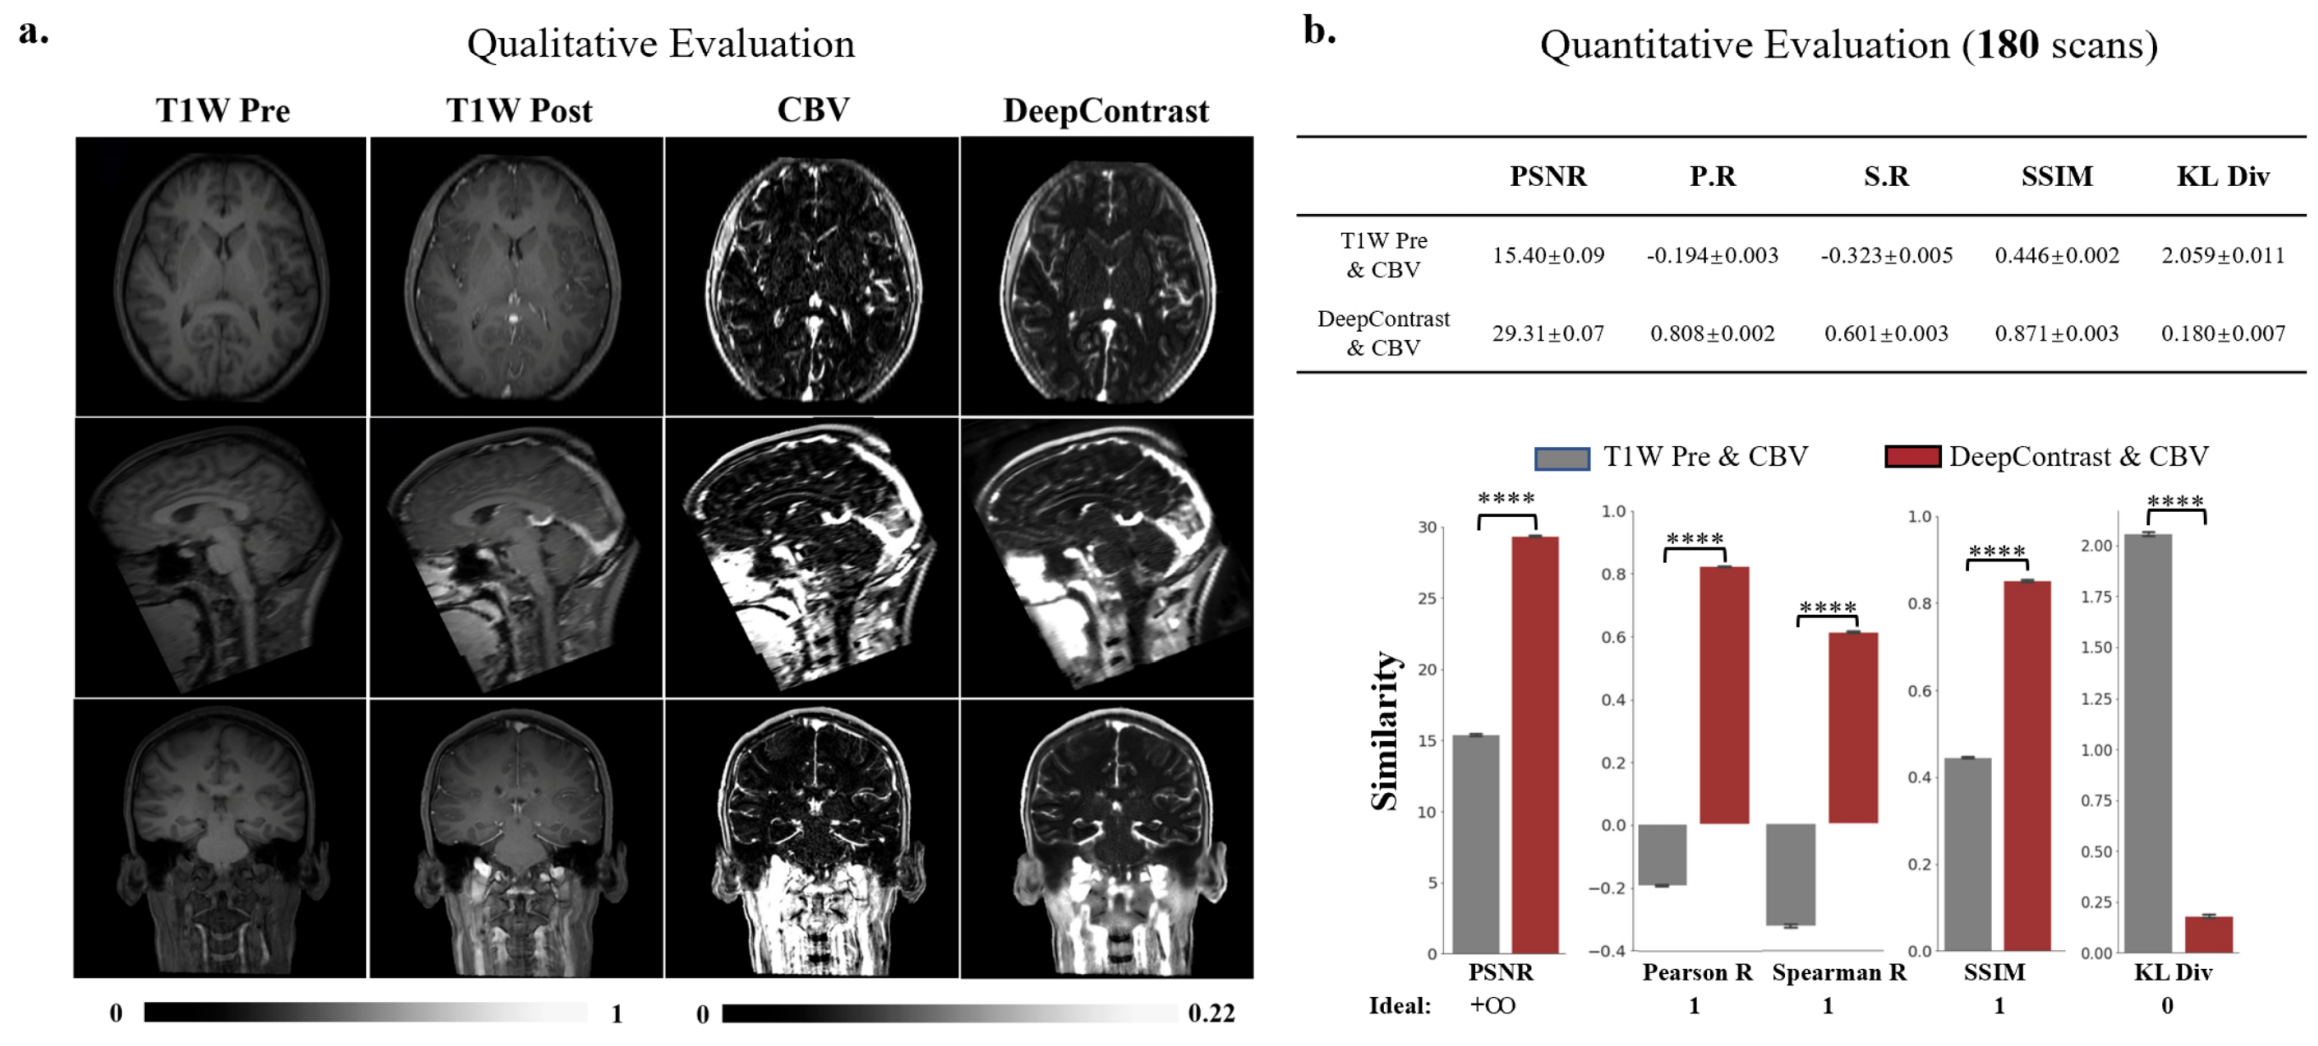 a.
Qualitative Evaluation
T1W Pre T1W Post CBV DeepContrast
0 1 0 0.22
b.
Quantitative Evaluation (180 scans)
PSNR P.R S.R SSIM KL Div
T1W Pre
& CBV
15.40±0.09 -0.194±0.003 -0.323±0.005 0.446±0.002 2.059±0.011
DeepContrast
& CBV
29.31±0.07 0.808±0.002 0.601±0.003 0.871±0.003 0.180±0.007
T1W Pre & CBV DeepContrast & CBV
Similarity
****
30
25
20
15
10
5
0
PSNR
1.0
0.8
0.6
0.4
0.2
0.0
−0.2
−0.4
****
****
Pearson R Spearman R
1.0
0.8
0.6
0.4
0.2
0.0
****
SSIM
2.00
1.75
1.50
1.25
1.00
0.75
0.50
0.25
0.00
****
KL Div
Ideal: +∞ 1 1 1 0